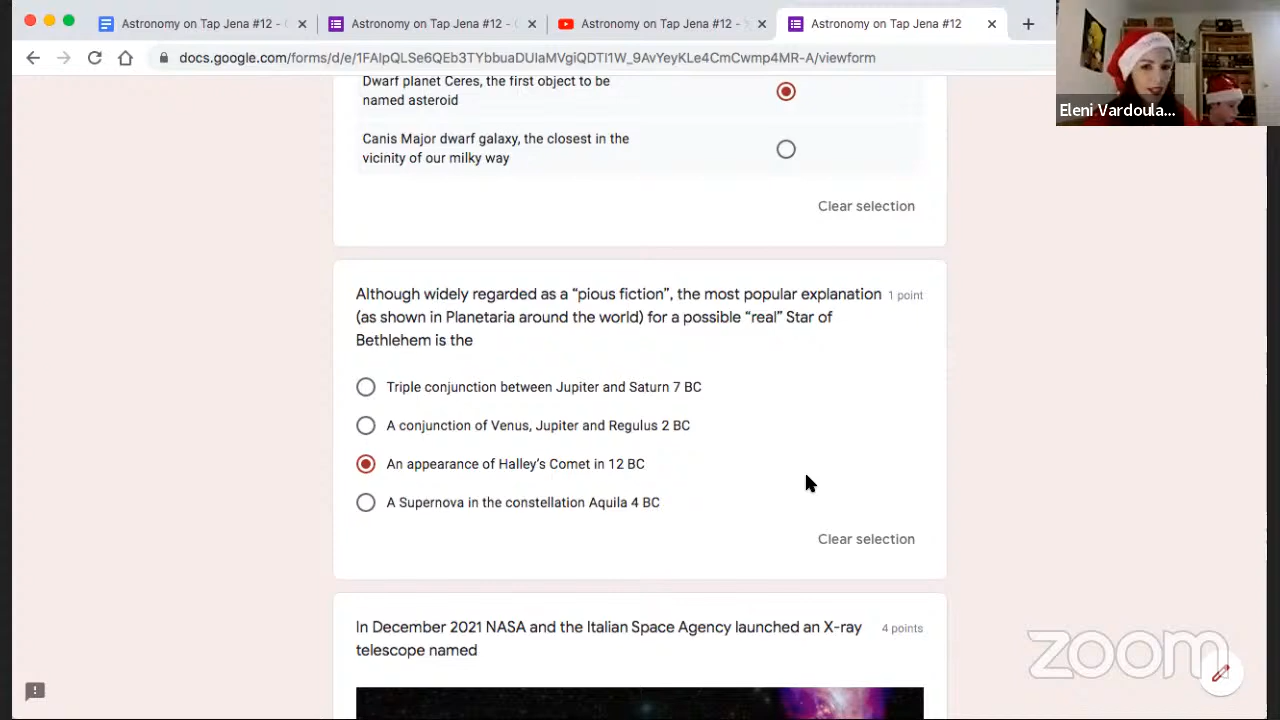 Astronomy on Tap Jena #12 -
Astronomy on Tap Jena #12 -
Astronomy on Tap Jena #12 -
Astronomy on Tap Jena #12
docs.google.com/forms/d/e/1FAIpQLSe6QEb3TYbbuaDUIaMVgiQDTI1W_9AvYeyKLe4CmCwmp4MR-A/viewform
Eleni Vardoula...
Dwarf planet Ceres, the first object to be
named asteroid
Canis Major dwarf galaxy, the closest in the
vicinity of our milky way
Clear selection
Although widely regarded as a “pious fiction”, the most popular explanation 1 point
(as shown in Planetaria around the world) for a possible “real” Star of
Bethlehem is the
Triple conjunction between Jupiter and Saturn 7 BC
A conjunction of Venus, Jupiter and Regulus 2 BC
An appearance of Halley’s Comet in 12 BC
A Supernova in the constellation Aquila 4 BC
Clear selection
In December 2021 NASA and the Italian Space Agency launched an X-ray 4 points
telescope named
zoom